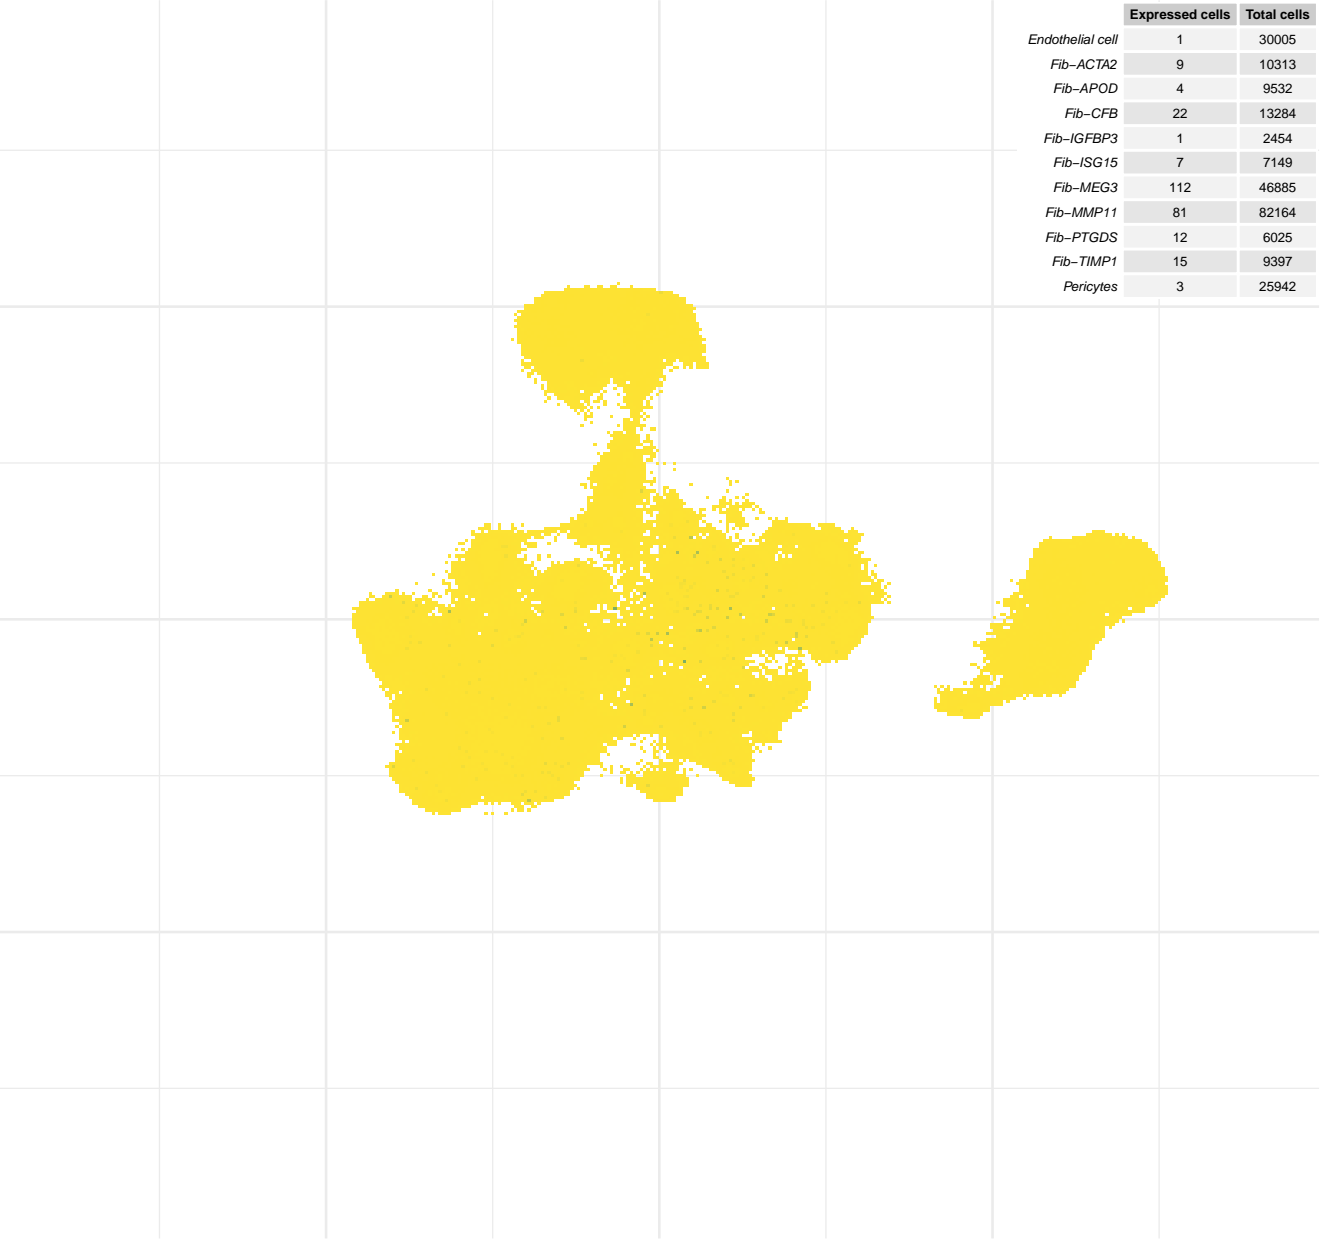 Expressed cells Total cells
Endothelial cell 1 30005
Fib−ACTA2 9 10313
Fib−APOD 4 9532
Fib−CFB 22 13284
Fib−IGFBP3 1 2454
Fib−ISG15 7 7149
Fib−MEG3 112 46885
Fib−MMP11 81 82164
Fib−PTGDS 12 6025
Fib−TIMP1 15 9397
Pericytes 3 25942